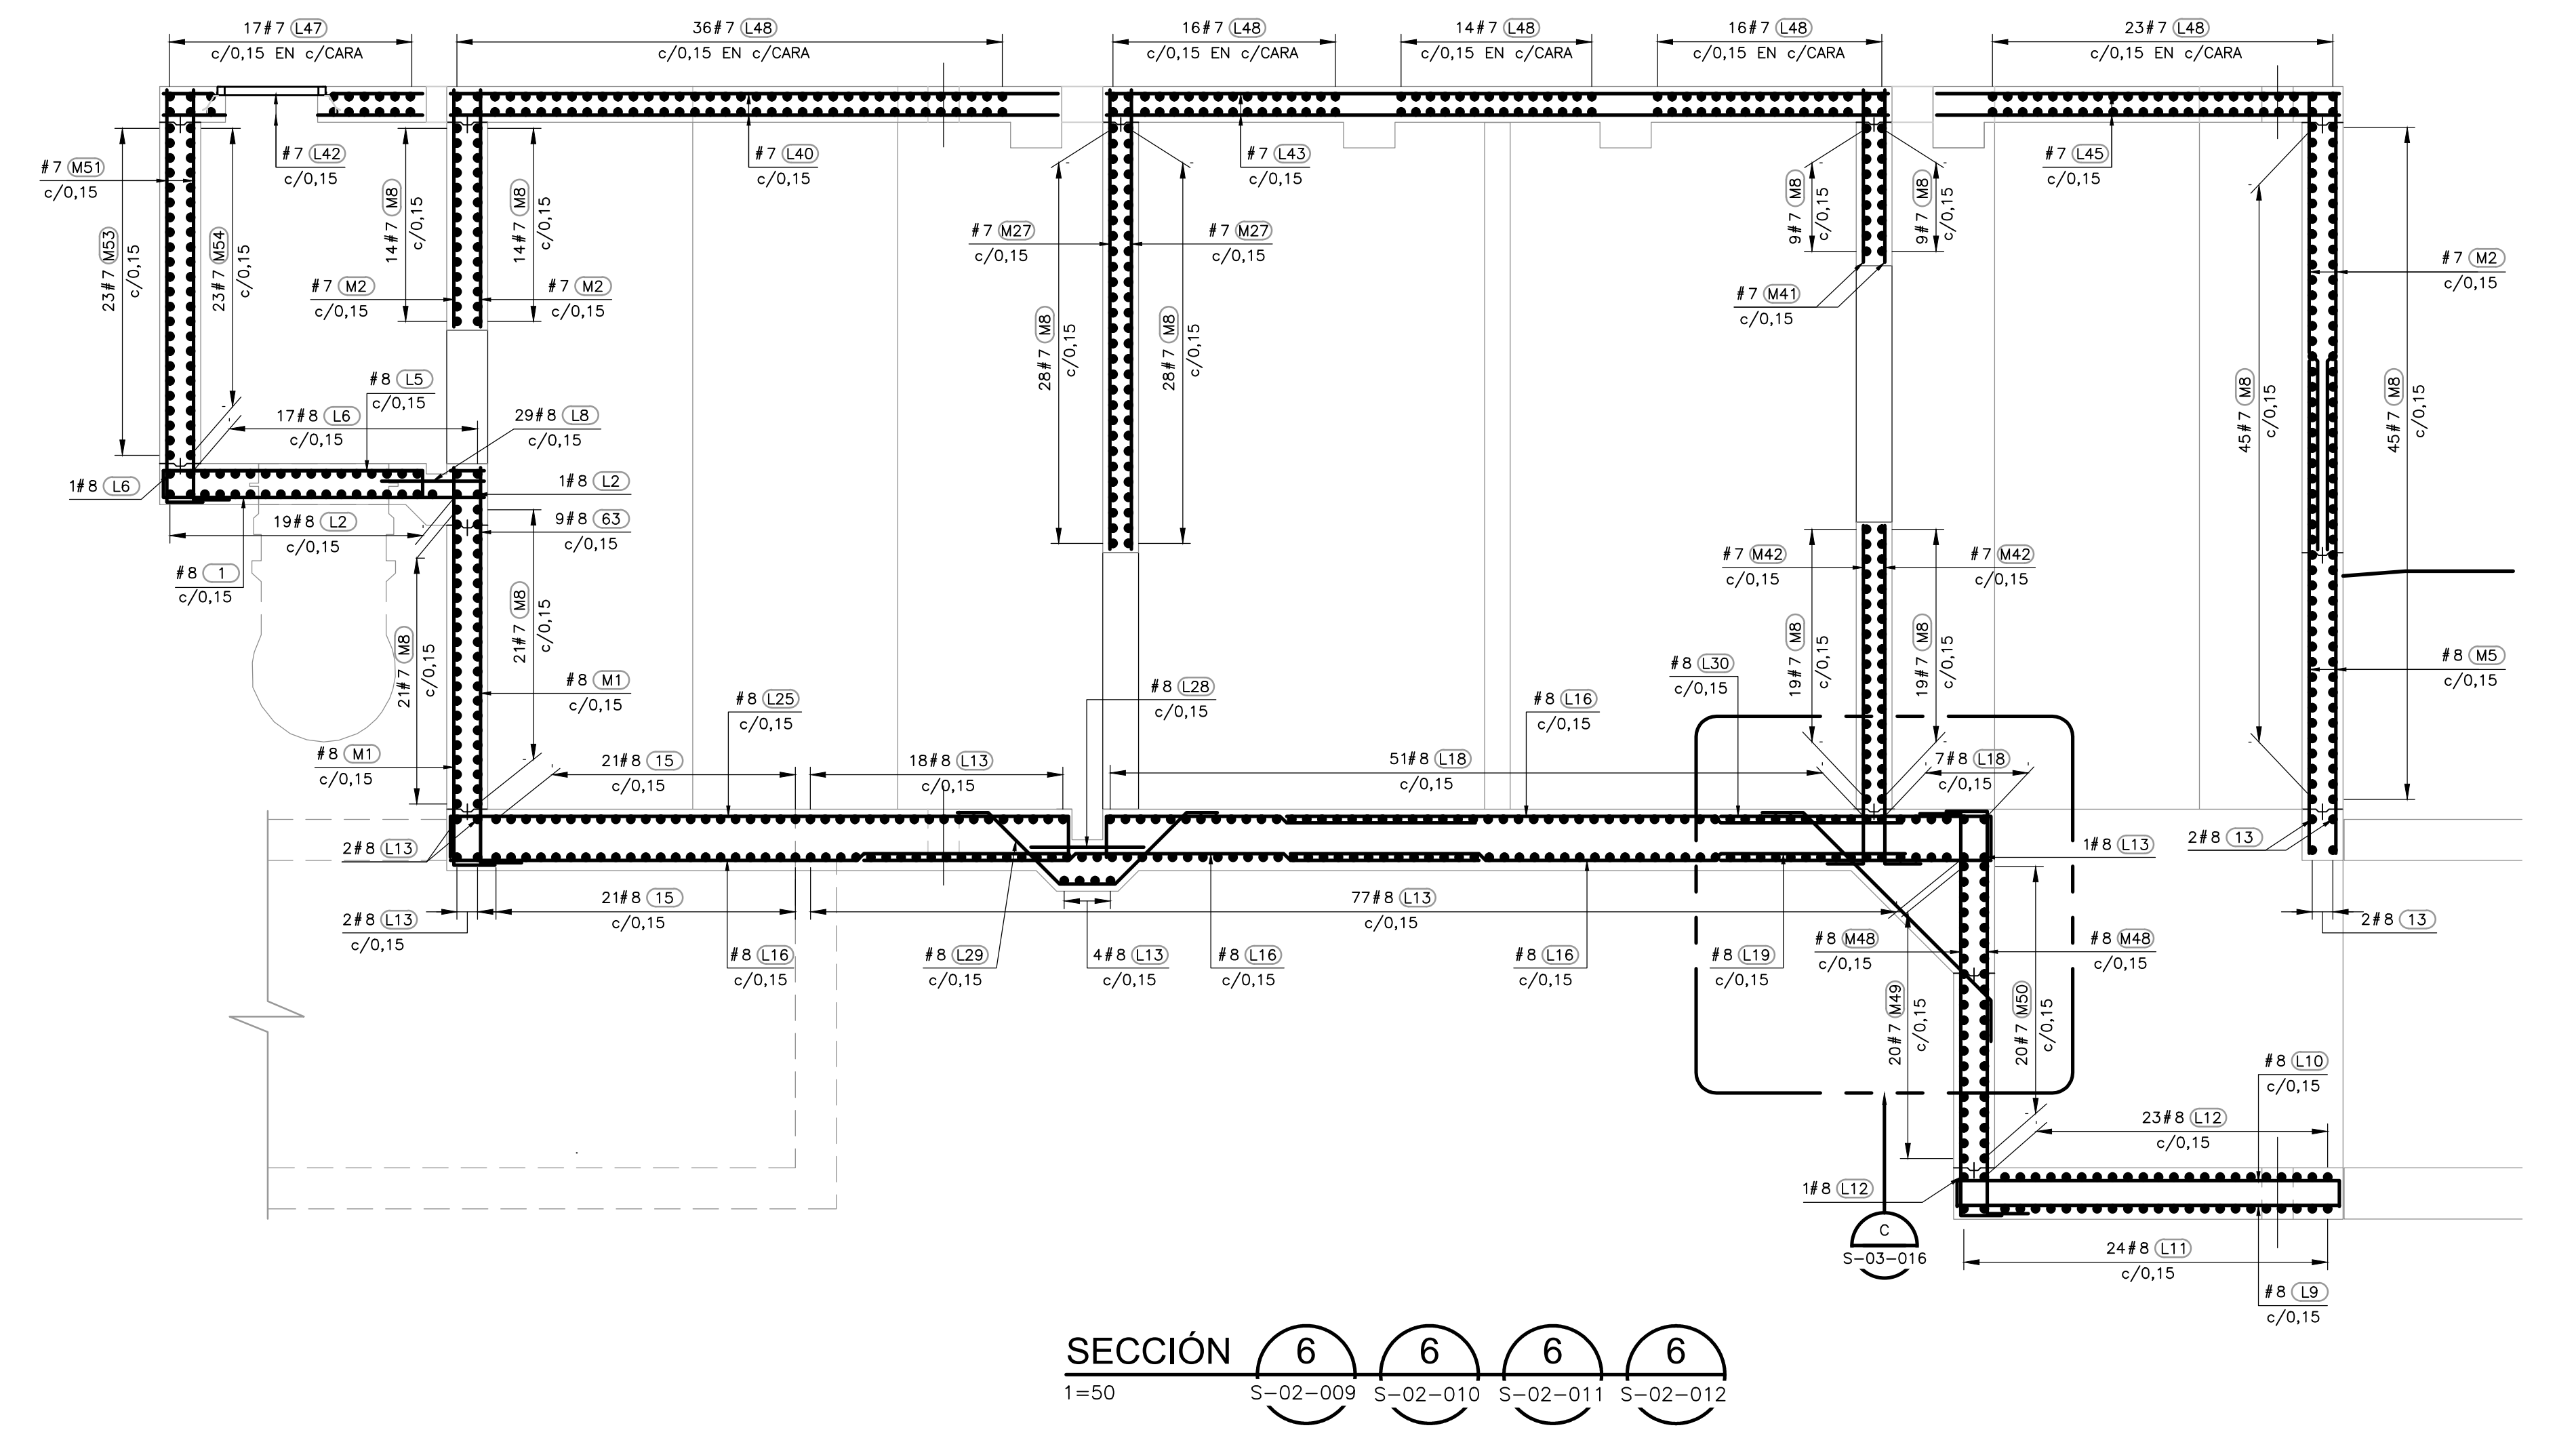 17#7 L47
c/0,15 EN c/CARA
36#7 L48
c/0,15 EN c/CARA
16#7 L48
c/0,15 EN c/CARA
14#7 L48
c/0,15 EN c/CARA
16#7 L48
c/0,15 EN c/CARA
23#7 L48
c/0,15 EN c/CARA
#7 M51
c/0,15
#7 L42
c/0,15
#7 L40
c/0,15
#7 L43
c/0,15
#7 L45
c/0,15
23#7 M53
c/0,15
23#7 M54
c/0,15
14#7 M8
c/0,15
14#7 M8
c/0,15
#7 M27
c/0,15
#7 M27
c/0,15
9#7 M8
c/0,15
9#7 M8
c/0,15
#7 M2
c/0,15
#7 M2
c/0,15
#7 M2
c/0,15
#7 M41
c/0,15
28#7 M8
c/0,15
28#7 M8
c/0,15
45#7 M8
c/0,15
45#7 M8
c/0,15
#8 L5
c/0,15
17#8 L6
c/0,15
29#8 L8
c/0,15
1#8 L6
1#8 L2
c/0,15
19#8 L2
c/0,15
9#8 63
c/0,15
#8 1
c/0,15
#7 M42
c/0,15
#7 M42
c/0,15
21#7 M8
c/0,15
21#7 M8
c/0,15
19#7 M8
c/0,15
19#7 M8
c/0,15
#8 M1
c/0,15
#8 L25
c/0,15
#8 L28
c/0,15
#8 L16
c/0,15
#8 L30
c/0,15
#8 M5
c/0,15
#8 M1
c/0,15
21#8 15
c/0,15
18#8 L13
c/0,15
51#8 L18
c/0,15
7#8 L18
c/0,15
2#8 L13
1#8 L13
c/0,15
2#8 13
c/0,15
2#8 L13
c/0,15
21#8 15
c/0,15
77#8 L13
c/0,15
2#8 13
c/0,15
#8 L16
c/0,15
#8 L29
c/0,15
4#8 L13
c/0,15
#8 L16
c/0,15
#8 L16
c/0,15
#8 L19
c/0,15
#8 M48
c/0,15
#8 M48
c/0,15
20#7 M49
c/0,15
20#7 M50
c/0,15
#8 L10
c/0,15
23#8 L12
c/0,15
1#8 L12
C
S-03-016
24#8 L11
c/0,15
#8 L9
c/0,15
SECCIÓN 6 6 6 6
1=50 S-02-009 S-02-010 S-02-011 S-02-012